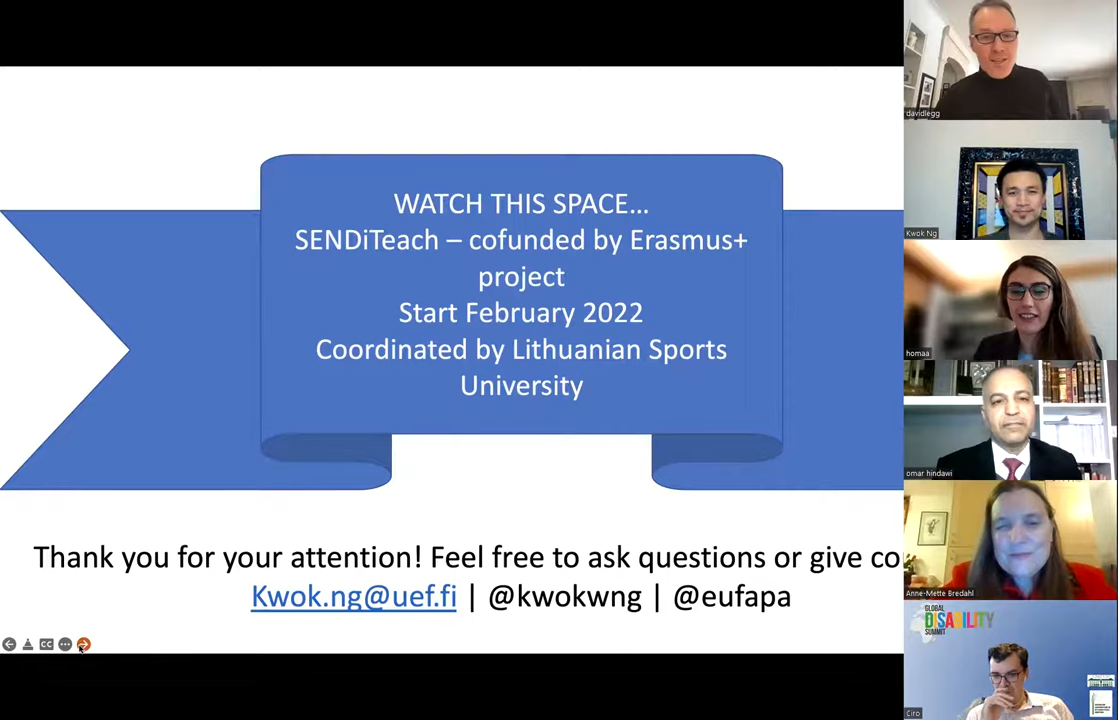 WATCH THIS SPACE…
SENDiTeach – cofunded by Erasmus+
project
Start February 2022
Coordinated by Lithuanian Sports
University
Thank you for your attention! Feel free to ask questions or give co
Kwok.ng@uef.fi | @kwokwng | @eufapa
CC
davidlegg
Kwok Ng
homaa
omar hindawi
Anne-Mette Bredahl
GLOBAL
DISABILITY
SUMMIT
Ciro